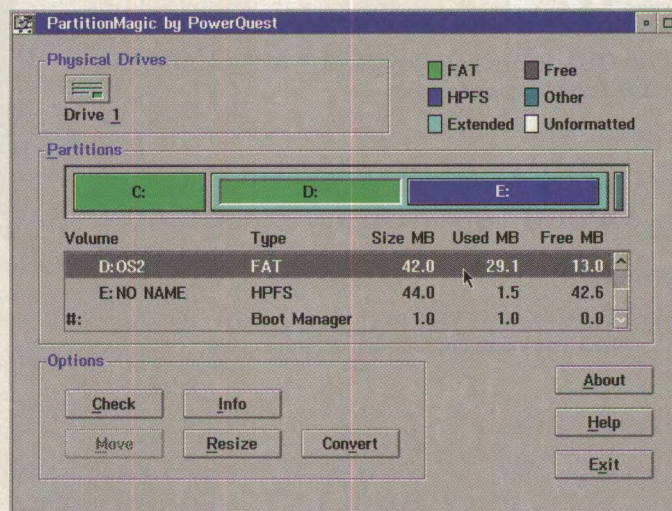 PartitionMagic by PowerQuest
Physical Drives
Drive 1
FAT
Free
HPFS
Other
Extended
Unformatted
Partitions
C:
D:
E:
Volume Type Size MB Used MB Free MB
D:OS2 FAT 42.0 29.1 13.0
E:NO NAME HPFS 44.0 1.5 42.6
#: Boot Manager 1.0 1.0 0.0
Options
Check
Info
Move
Resize
Convert
About
Help
Exit